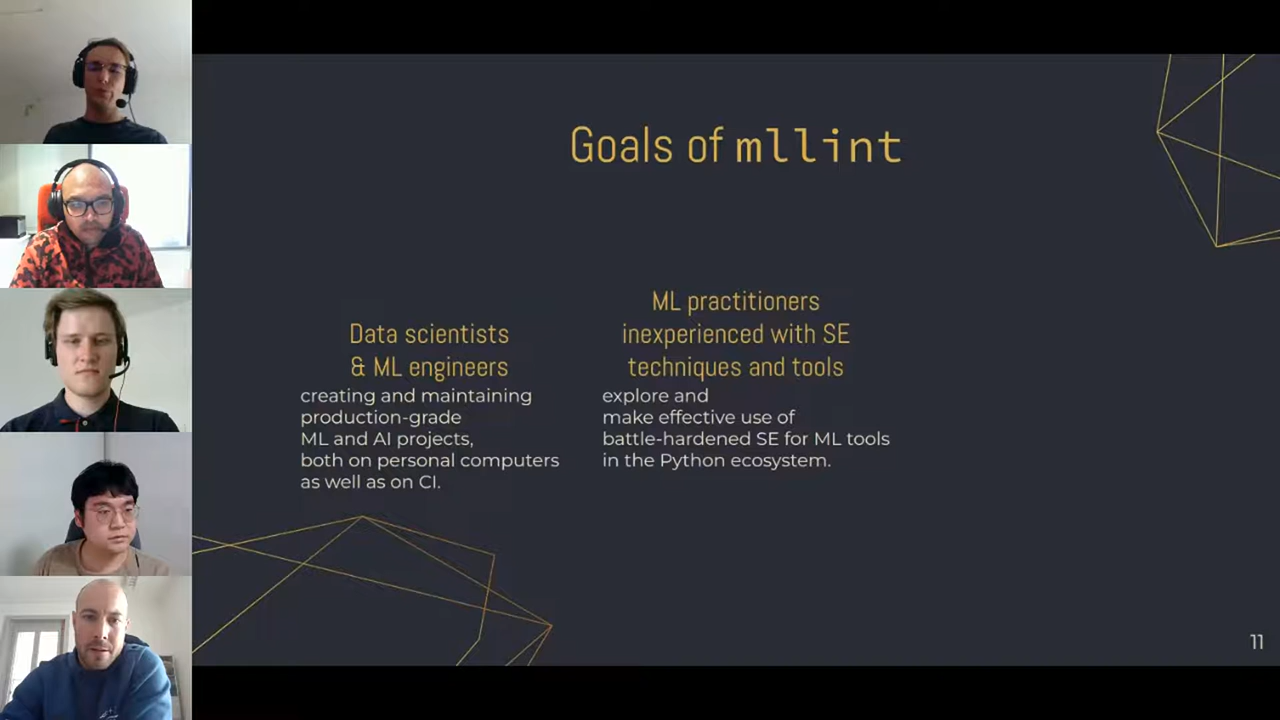 Goals of mllint
Data scientists
& ML engineers
creating and maintaining
production-grade
ML and AI projects,
both on personal computers
as well as on CI.
ML practitioners
inexperienced with SE
techniques and tools
explore and
make effective use of
battle-hardened SE for ML tools
in the Python ecosystem.
11